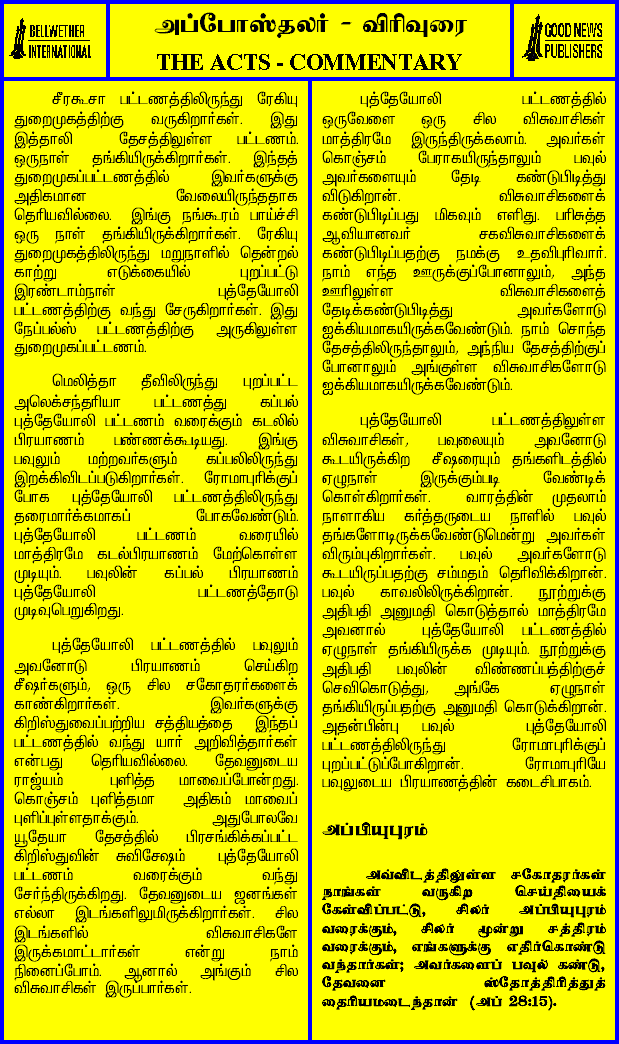 BELLWETHER
INTERNATIONAL
அப்போஸ்தலர் - விரிவுரை
THE ACTS - COMMENTARY
GOOD NEWS
PUBLISHERS
சீரகூசா பட்டணத்திலிருந்து ரேகியு
துறைமுகத்திற்கு வருகிறார்கள். இது
இத்தாலி தேசத்திலுள்ள பட்டணம்.
ஒருநாள் தங்கியிருக்கிறார்கள். இந்தத்
துறைமுகப்பட்டணத்தில் இவர்களுக்கு
அதிகமான வேலையிருந்ததாக
தெரியவில்லை. இங்கு நங்கூரம் பாய்ச்சி
ஒரு நாள் தங்கியிருக்கிறார்கள். ரேகியு
துறைமுகத்திலிருந்து மறுநாளில் தென்றல்
காற்று எடுக்கையில் புறப்பட்டு
இரண்டாம்நாள் புத்தேயோலி
பட்டணத்திற்கு வந்து சேருகிறார்கள். இது
நேப்பல்ஸ் பட்டணத்திற்கு அருகிலுள்ள
துறைமுகப்பட்டணம்.
மெலித்தா தீவிலிருந்து புறப்பட்ட
அலெக்சந்தரியா பட்டணத்து கப்பல்
புத்தேயோலி பட்டணம் வரைக்கும் கடலில்
பிரயாணம் பண்ணக்கூடியது. இங்கு
பவுலும் மற்றவர்களும் கப்பலிலிருந்து
இறக்கிவிடப்படுகிறார்கள். ரோமாபுரிக்குப்
போக புத்தேயோலி பட்டணத்திலிருந்து
தரைமார்க்கமாகப் போகவேண்டும்.
புத்தேயோலி பட்டணம் வரையில்
மாத்திரமே கடல்பிரயாணம் மேற்கொள்ள
முடியும். பவுலின் கப்பல் பிரயாணம்
புத்தேயோலி பட்டணத்தோடு
முடிவுபெறுகிறது.
புத்தேயோலி பட்டணத்தில் பவுலும்
அவனோடு பிரயாணம் செய்கிற
சீஷர்களும், ஒரு சில சகோதரர்களைக்
காண்கிறார்கள். இவர்களுக்கு
கிறிஸ்துவைப்பற்றிய சத்தியத்தை இந்தப்
பட்டணத்தில் வந்து யார் அறிவித்தார்கள்
என்பது தெரியவில்லை. தேவனுடைய
ராஜ்யம் புளித்த மாவைப்போன்றது.
கொஞ்சம் புளித்தமா அதிகம் மாவைப்
புளிப்புள்ளதாக்கும். அதுபோலவே
யூதேயா தேசத்தில் பிரசங்கிக்கப்பட்ட
கிறிஸ்துவின் சுவிசேஷம் புத்தேயோலி
பட்டணம் வரைக்கும் வந்து
சேர்ந்திருக்கிறது. தேவனுடைய ஜனங்கள்
எல்லா இடங்களிலுமிருக்கிறார்கள். சில
இடங்களில் விசுவாசிகளே
இருக்கமாட்டார்கள் என்று நாம்
நினைப்போம். ஆனால் அங்கும் சில
விசுவாசிகள் இருப்பார்கள்.
புத்தேயோலி பட்டணத்தில்
ஒருவேளை ஒரு சில விசுவாசிகள்
மாத்திரமே இருந்திருக்கலாம். அவர்கள்
கொஞ்சம் பேராகயிருந்தாலும் பவுல்
அவர்களையும் தேடி கண்டுபிடித்து
விடுகிறான். விசுவாசிகளைக்
கண்டுபிடிப்பது மிகவும் எளிது. பரிசுத்த
ஆவியானவர் சகவிசுவாசிகளைக்
கண்டுபிடிப்பதற்கு நமக்கு உதவிபுரிவார்.
நாம் எந்த ஊருக்குப்போனாலும், அந்த
ஊரிலுள்ள விசுவாசிகளைத்
தேடிக்கண்டுபிடித்து அவர்களோடு
ஐக்கியமாகயிருக்கவேண்டும். நாம் சொந்த
தேசத்திலிருந்தாலும், அந்நிய தேசத்திற்குப்
போனாலும் அங்குள்ள விசுவாசிகளோடு
ஐக்கியமாகயிருக்கவேண்டும்.
புத்தேயோலி பட்டணத்திலுள்ள
விசுவாசிகள், பவுலையும் அவனோடு
கூடயிருக்கிற சீஷரையும் தங்களிடத்தில்
ஏழுநாள் இருக்கும்படி வேண்டிக்
கொள்கிறார்கள். வாரத்தின் முதலாம்
நாளாகிய கர்த்தருடைய நாளில் பவுல்
தங்களோடிருக்கவேண்டுமென்று அவர்கள்
விரும்புகிறார்கள். பவுல் அவர்களோடு
கூடயிருப்பதற்கு சம்மதம் தெரிவிக்கிறான்.
பவுல் காவலிலிருக்கிறான். நூற்றுக்கு
அதிபதி அனுமதி கொடுத்தால் மாத்திரமே
அவனால் புத்தேயோலி பட்டணத்தில்
ஏழுநாள் தங்கியிருக்க முடியும். நூற்றுக்கு
அதிபதி பவுலின் விண்ணப்பத்திற்குச்
செவிகொடுத்து, அங்கே ஏழுநாள்
தங்கியிருப்பதற்கு அனுமதி கொடுக்கிறான்.
அதன்பின்பு பவுல் புத்தேயோலி
பட்டணத்திலிருந்து ரோமாபுரிக்குப்
புறப்பட்டுப்போகிறான். ரோமாபுரியே
பவுலுடைய பிரயாணத்தின் கடைசிபாகம்.
அப்பியுபுரம்
அவ்விடத்திலுள்ள சகோதரர்கள்
நாங்கள் வருகிற செய்தியைக்
கேள்விப்பட்டு, சிலர் அப்பியுபுரம்
வரைக்கும், சிலர் மூன்று சத்திரம்
வரைக்கும், எங்களுக்கு எதிர்கொண்டு
வந்தார்கள்; அவர்களைப் பவுல் கண்டு,
தேவனை ஸ்தோத்திரித்துத்
தைரியமடைந்தான் (அப் 28:15).